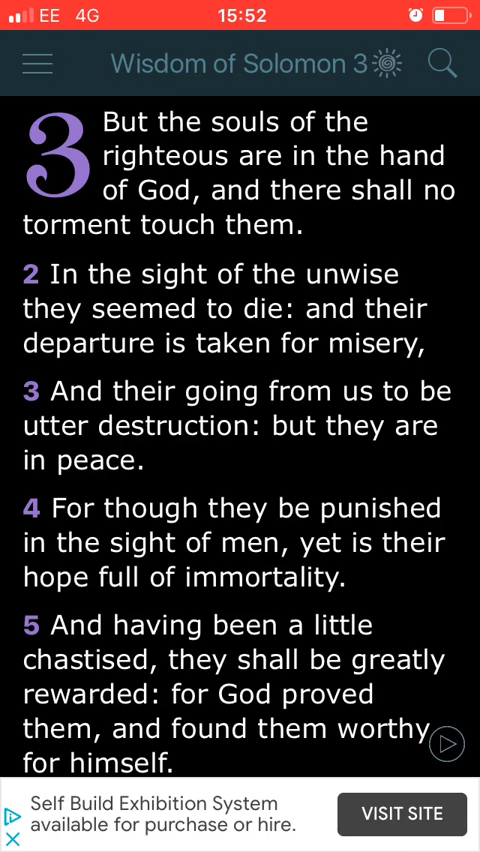 EE 4G 15:52
Wisdom of Solomon 3
3 But the souls of the
righteous are in the hand
of God, and there shall no
torment touch them.
2 In the sight of the unwise
they seemed to die: and their
departure is taken for misery,
3 And their going from us to be
utter destruction: but they are
in peace.
4 For though they be punished
in the sight of men, yet is their
hope full of immortality.
5 And having been a little
chastised, they shall be greatly
rewarded: for God proved
them, and found them worthy
for himself.
Self Build Exhibition System
available for purchase or hire.
VISIT SITE